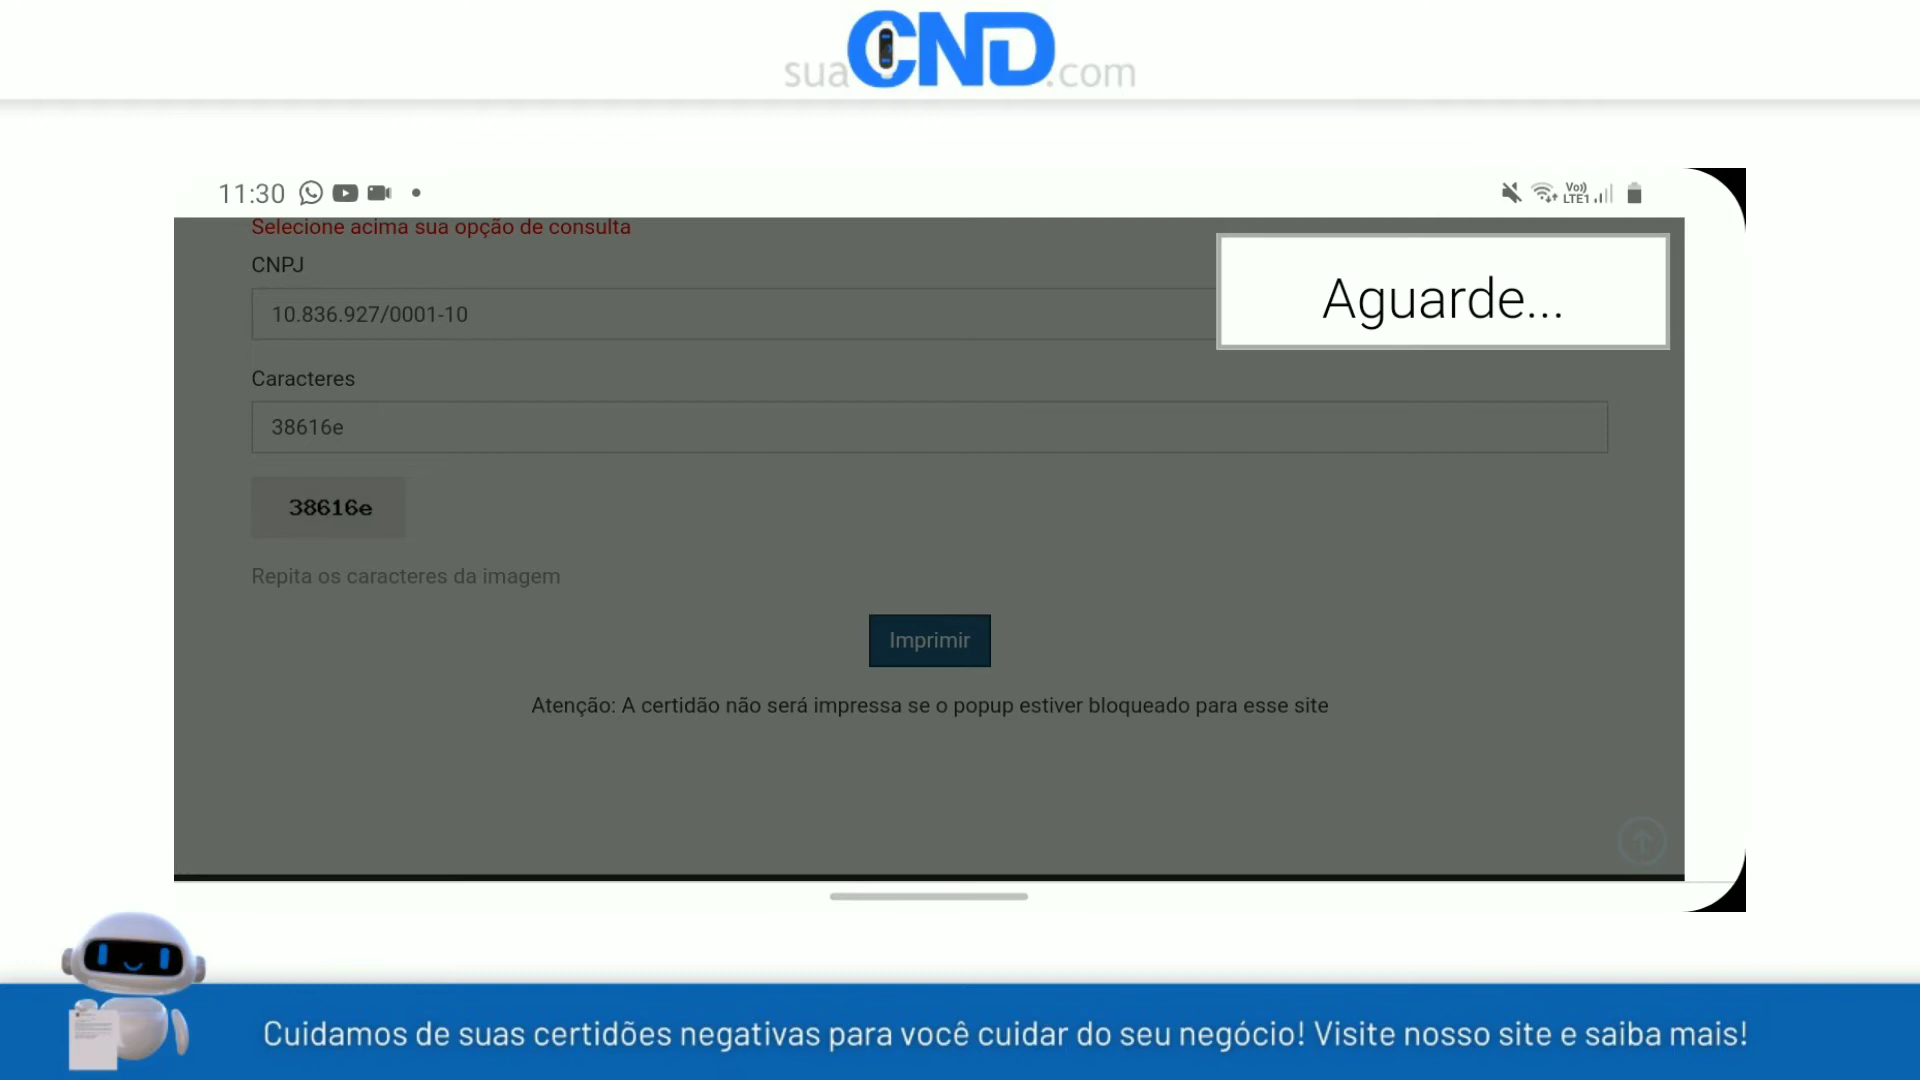 suaCND.com
11:30
Vo))
LTE1
Selecione acima sua opção de consulta
CNPJ
10.836.927/0001-10
Aguarde...
Caracteres
38616e
38616e
Repita os caracteres da imagem
Imprimir
Atenção: A certidão não será impressa se o popup estiver bloqueado para esse site
Cuidamos de suas certidões negativas para você cuidar do seu negócio! Visite nosso site e saiba mais!